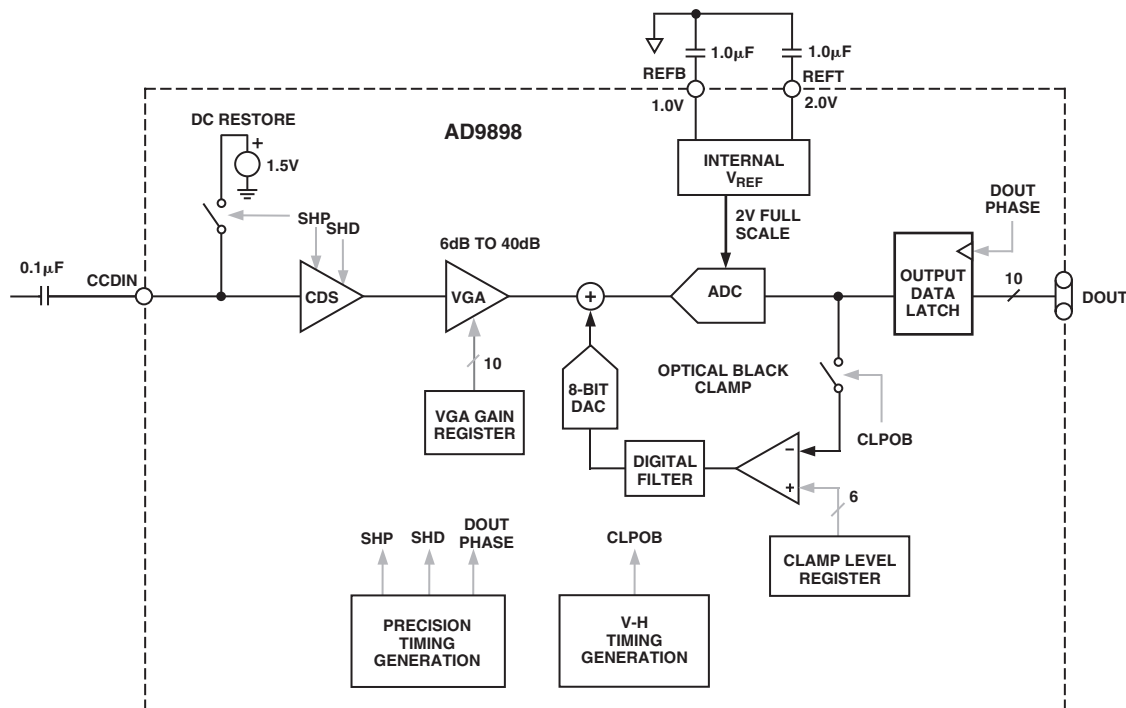 1.0µF
1.0µF
REFB
REFT
1.0V
2.0V
DC RESTORE
AD9898
+
1.5V
INTERNAL
VREF
DOUT
PHASE
SHP
SHD
2V FULL
SCALE
6dB TO 40dB
0.1µF
CCDIN
CDS
VGA
+
ADC
OUTPUT
DATA
LATCH
10
DOUT
10
8-BIT
DAC
OPTICAL BLACK
CLAMP
VGA GAIN
REGISTER
CLPOB
–
DIGITAL
FILTER
+
6
SHP
SHD
DOUT
PHASE
CLPOB
CLAMP LEVEL
REGISTER
PRECISION
TIMING
GENERATION
V-H
TIMING
GENERATION